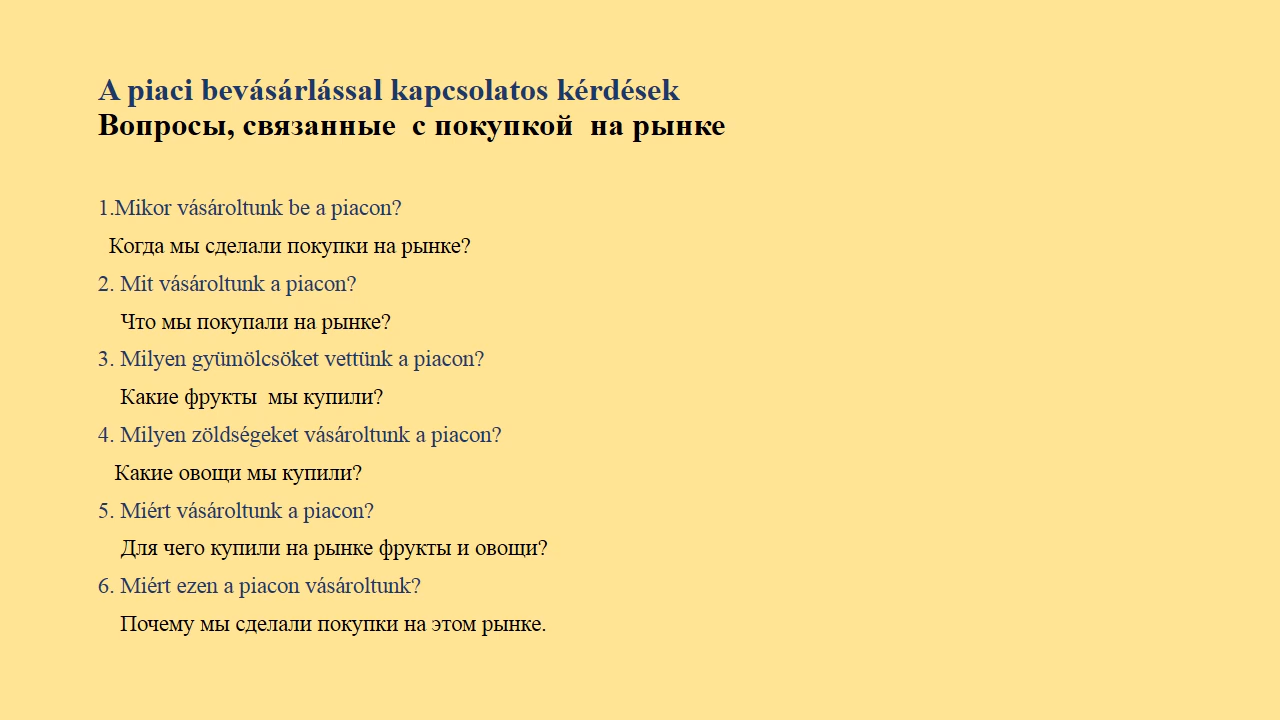 A piaci bevásárlással kapcsolatos kérdések
Вопросы, связанные  с покупкой  на рынке
1.Mikor vásároltunk be a piacon?
Когда мы сделали покупки на рынке?
2. Mit vásároltunk a piacon?
Что мы покупали на рынке?
3. Milyen gyümölcsöket vettünk a piacon?
Какие фрукты  мы купили?
4. Milyen zöldségeket vásároltunk a piacon?
Какие овощи мы купили?
5. Miért vásároltunk a piacon?
Для чего купили на рынке фрукты и овощи?
6. Miért ezen a piacon vásároltunk?
Почему мы сделали покупки на этом рынке.